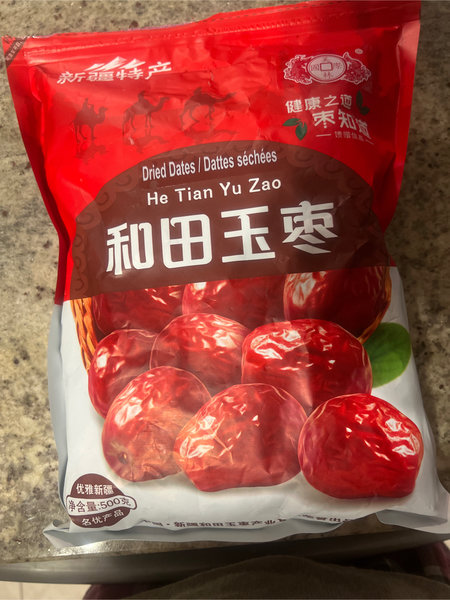 新疆特产
健康之道
枣知道
Dried Dates / Dattes séchées
He Tian Yu Zao
和田玉枣
优雅新疆
净含量:500克
名优产品
·新疆和田玉枣产业